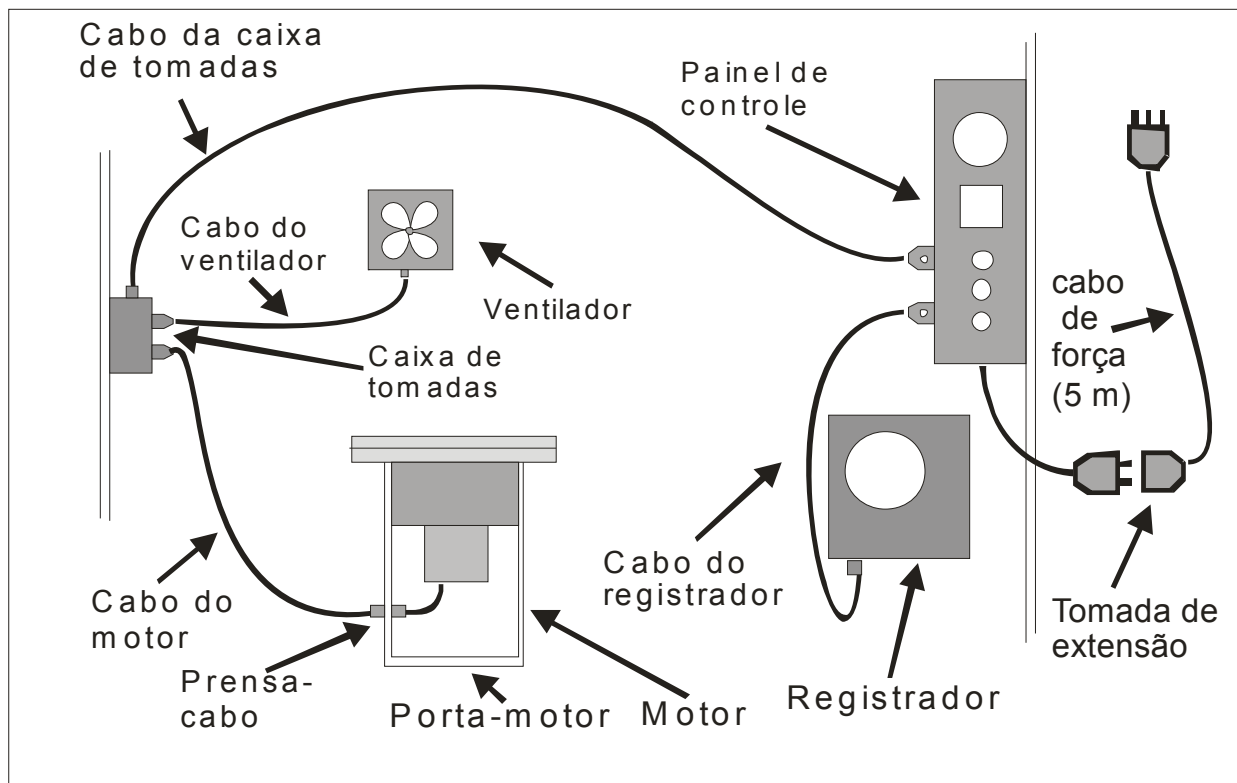 Cabo da caixa
de tomadas
Painel de
controle
Cabo do
ventilador
Ventilador
cabo
de
força
(5 m)
Caixa de
tomadas
Cabo do
motor
Cabo do
registrador
Tomada de
extensão
Prensa-
cabo
Porta-motor
Motor
Registrador